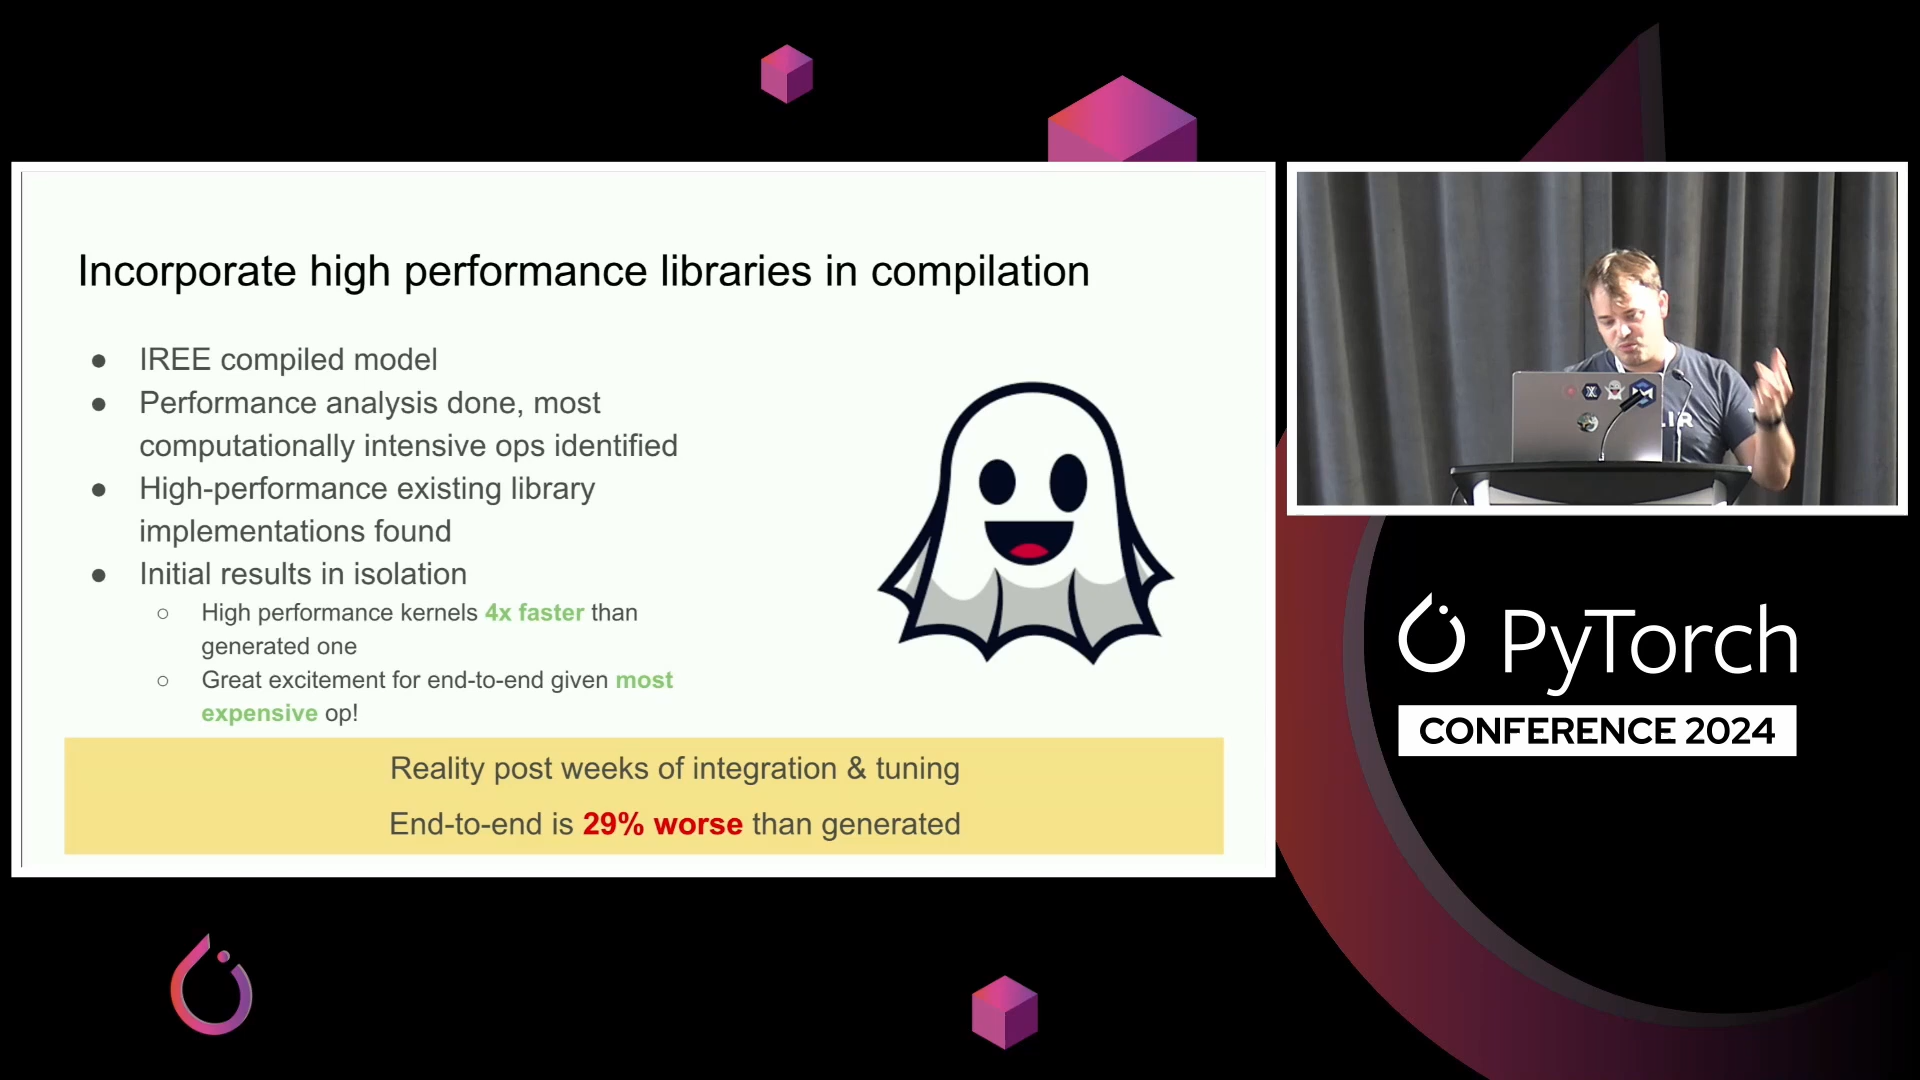 Incorporate high performance libraries in compilation
● IREE compiled model
● Performance analysis done, most
computationally intensive ops identified
● High-performance existing library
implementations found
● Initial results in isolation
○ High performance kernels 4x faster than
generated one
○ Great excitement for end-to-end given most
expensive op!
Reality post weeks of integration & tuning
End-to-end is 29% worse than generated
PyTorch
CONFERENCE 2024